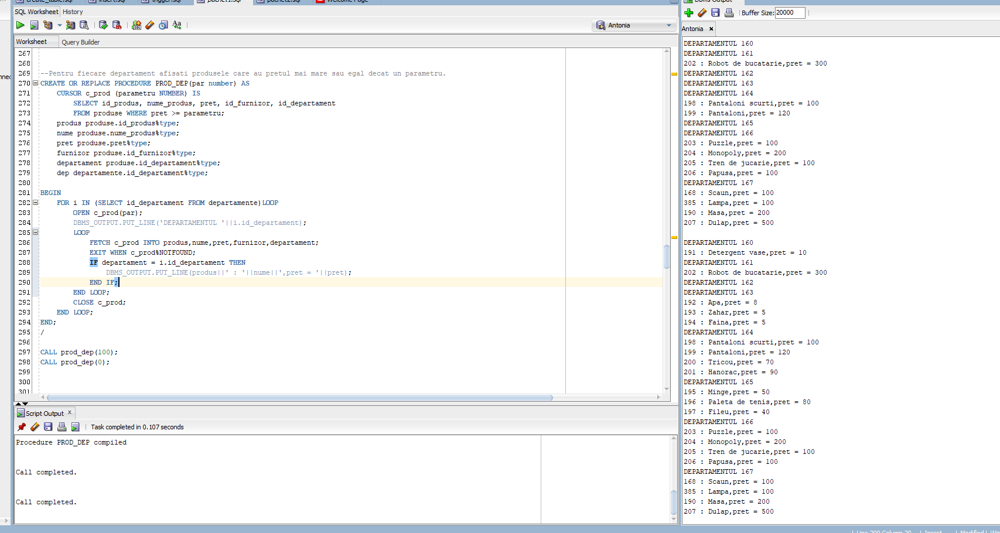 create_table.sql insert.sql trigger.sql pachet1.sql pachet2.sql Welcome Page
SQL Worksheet History
Antonia
Worksheet Query Builder
267
268
269 --Pentru fiecare departament afisati produsele care au pretul mai mare sau egal decat un parametru.
270 CREATE OR REPLACE PROCEDURE PROD_DEP(par number) AS
271 CURSOR c_prod (parametru NUMBER) IS
272 SELECT id_produs, nume_produs, pret, id_furnizor, id_departament
273 FROM produse WHERE pret >= parametru;
274 produs produse.id_produs%type;
275 nume produse.nume_produs%type;
276 pret produse.pret%type;
277 furnizor produse.id_furnizor%type;
278 departament produse.id_departament%type;
279 dep departamente.id_departament%type;
280
281 BEGIN
282 FOR i IN (SELECT id_departament FROM departamente)LOOP
283 OPEN c_prod(par);
284 DBMS_OUTPUT.PUT_LINE('DEPARTAMENTUL '||i.id_departament);
285 LOOP
286 FETCH c_prod INTO produs,nume,pret,furnizor,departament;
287 EXIT WHEN c_prod%NOTFOUND;
288 IF departament = i.id_departament THEN
289 DBMS_OUTPUT.PUT_LINE(produs||' : '||nume||',pret = '||pret);
290 END IF;
291 END LOOP;
292 CLOSE c_prod;
293 END LOOP;
294 END;
295 /
296
297 CALL prod_dep(100);
298 CALL prod_dep(0);
299
300
301
Script Output x
Task completed in 0.107 seconds
Procedure PROD_DEP compiled
Call completed.
Call completed.
Dbms Output
Buffer Size: 20000
Antonia x
DEPARTAMENTUL 160
DEPARTAMENTUL 161
202 : Robot de bucatarie,pret = 300
DEPARTAMENTUL 162
DEPARTAMENTUL 163
DEPARTAMENTUL 164
198 : Pantaloni scurti,pret = 100
199 : Pantaloni,pret = 120
DEPARTAMENTUL 165
DEPARTAMENTUL 166
203 : Puzzle,pret = 100
204 : Monopoly,pret = 200
205 : Tren de jucarie,pret = 100
206 : Papusa,pret = 100
DEPARTAMENTUL 167
168 : Scaun,pret = 100
385 : Lampa,pret = 100
190 : Masa,pret = 200
207 : Dulap,pret = 500
DEPARTAMENTUL 160
191 : Detergent vase,pret = 10
DEPARTAMENTUL 161
202 : Robot de bucatarie,pret = 300
DEPARTAMENTUL 162
DEPARTAMENTUL 163
192 : Apa,pret = 8
193 : Zahar,pret = 5
194 : Faina,pret = 5
DEPARTAMENTUL 164
198 : Pantaloni scurti,pret = 100
199 : Pantaloni,pret = 120
200 : Tricou,pret = 70
201 : Hanorac,pret = 90
DEPARTAMENTUL 165
195 : Minge,pret = 50
196 : Paleta de tenis,pret = 80
197 : Fileu,pret = 40
DEPARTAMENTUL 166
203 : Puzzle,pret = 100
204 : Monopoly,pret = 200
205 : Tren de jucarie,pret = 100
206 : Papusa,pret = 100
DEPARTAMENTUL 167
168 : Scaun,pret = 100
385 : Lampa,pret = 100
190 : Masa,pret = 200
207 : Dulap,pret = 500